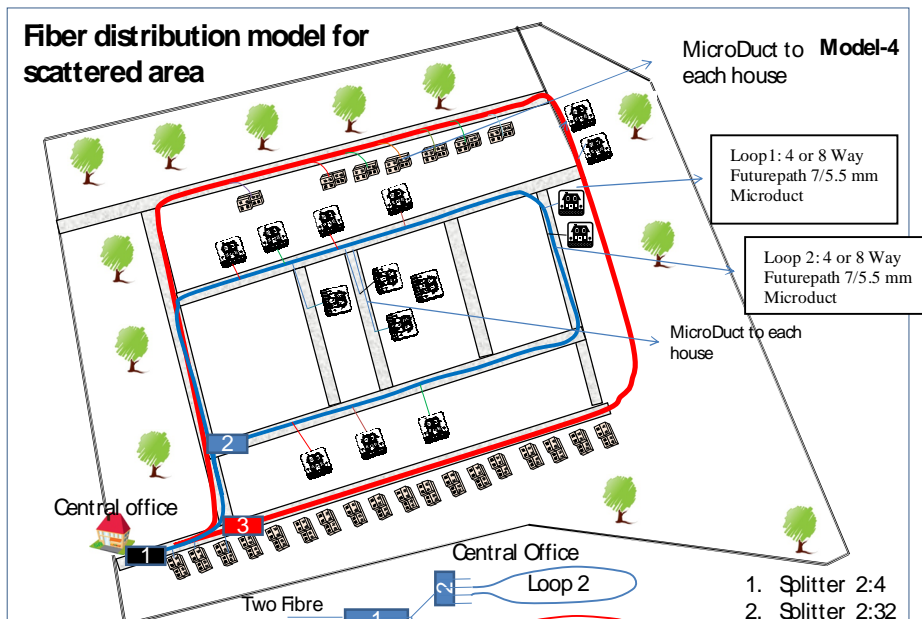 Fiber distribution model for
scattered area
MicroDuct to
each house
Model-4
Loop1: 4 or 8 Way
Futurepath 7/5.5 mm
Microduct
Loop 2: 4 or 8 Way
Futurepath 7/5.5 mm
Microduct
MicroDuct to each
house
2
Central office
3
1
Central Office
2
Loop 2
Two Fibre
1
1. Splitter 2:4
2. Splitter 2:32